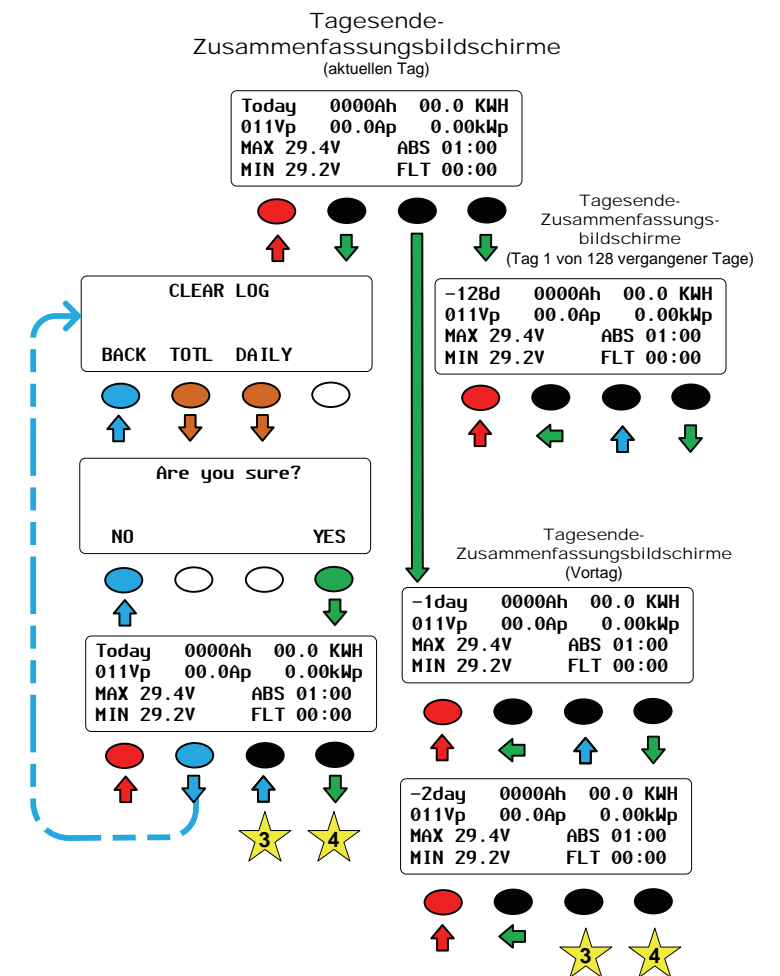 Tagesende-
Zusammenfassungsbildschirme
(aktuellen Tag)
Today 0000Ah 00.0 KWH
011Vp 00.0Ap 0.00kWp
MAX 29.4V ABS 01:00
MIN 29.2V FLT 00:00
Tagesende-
Zusammenfassungs-
bildschirme
(Tag 1 von 128 vergangener Tage)
-128d 0000Ah 00.0 KWH
011Vp 00.0Ap 0.00kWp
MAX 29.4V ABS 01:00
MIN 29.2V FLT 00:00
CLEAR LOG
BACK TOTL DAILY
Are you sure?
NO YES
Today 0000Ah 00.0 KWH
011Vp 00.0Ap 0.00kWp
MAX 29.4V ABS 01:00
MIN 29.2V FLT 00:00
3 4
Tagesende-
Zusammenfassungsbildschirme
(Vortag)
-1day 0000Ah 00.0 KWH
011Vp 00.0Ap 0.00kWp
MAX 29.4V ABS 01:00
MIN 29.2V FLT 00:00
-2day 0000Ah 00.0 KWH
011Vp 00.0Ap 0.00kWp
MAX 29.4V ABS 01:00
MIN 29.2V FLT 00:00
3 4